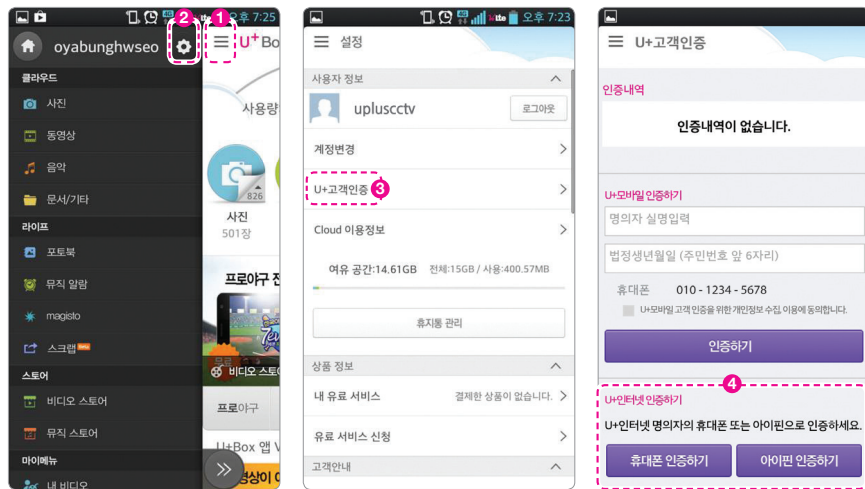 오후 7:25
2
1
oyabunghwseo
U+Bo
클라우드
사진
동영상
음악
문서/기타
라이프
포토북
뮤직 알람
magisto
스크랩
스토어
비디오 스토어
뮤직 스토어
마이메뉴
내 비디오
사용량
826
사진
501장
프로야구 전
무료
비디오 스토
프로야구
U+Box 앱 V
동영상이
오후 7:23
설정
사용자 정보
upluscctv
로그아웃
계정변경
U+고객인증
3
Cloud 이용정보
여유 공간:14.61GB 전체:15GB / 사용:400.57MB
휴지통 관리
상품 정보
내 유료 서비스 결제한 상품이 없습니다.
유료 서비스 신청
고객안내
U+고객인증
인증내역
인증내역이 없습니다.
U+모바일 인증하기
명의자 실명입력
법정생년월일 (주민번호 앞 6자리)
휴대폰 010 - 1234 - 5678
U+모바일 고객 인증을 위한 개인정보 수집, 이용에 동의합니다.
인증하기
4
U+인터넷 인증하기
U+인터넷 명의자의 휴대폰 또는 아이핀으로 인증하세요.
휴대폰 인증하기
아이핀 인증하기